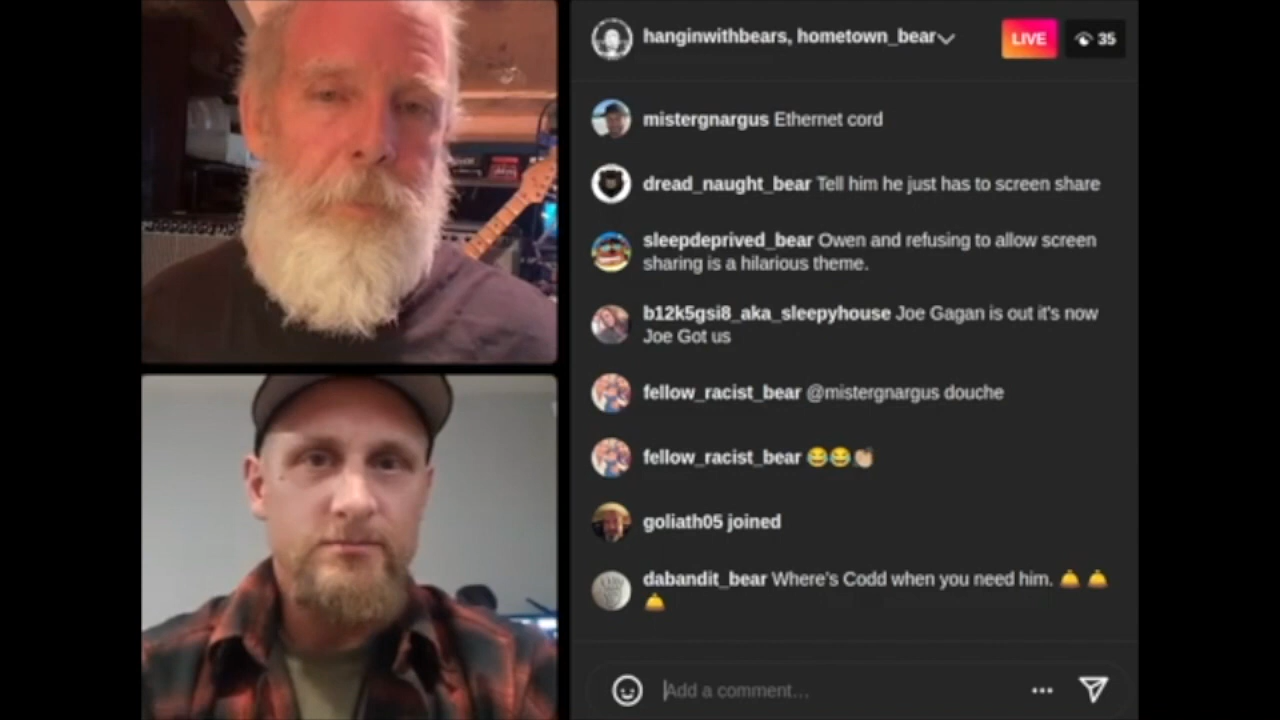 hanginwithbears, hometown_bear
LIVE
35
mistergnargus Ethernet cord
dread_naught_bear Tell him he just has to screen share
sleepdeprived_bear Owen and refusing to allow screen
sharing is a hilarious theme.
b12k5gsi8_aka_sleepyhouse Joe Gagan is out it's now
Joe Got us
fellow_racist_bear @mistergnargus douche
fellow_racist_bear 😂😂👏🏼
goliath05 joined
dabandit_bear Where's Codd when you need him. 🛎️ 🛎️
🛎️
Add a comment…